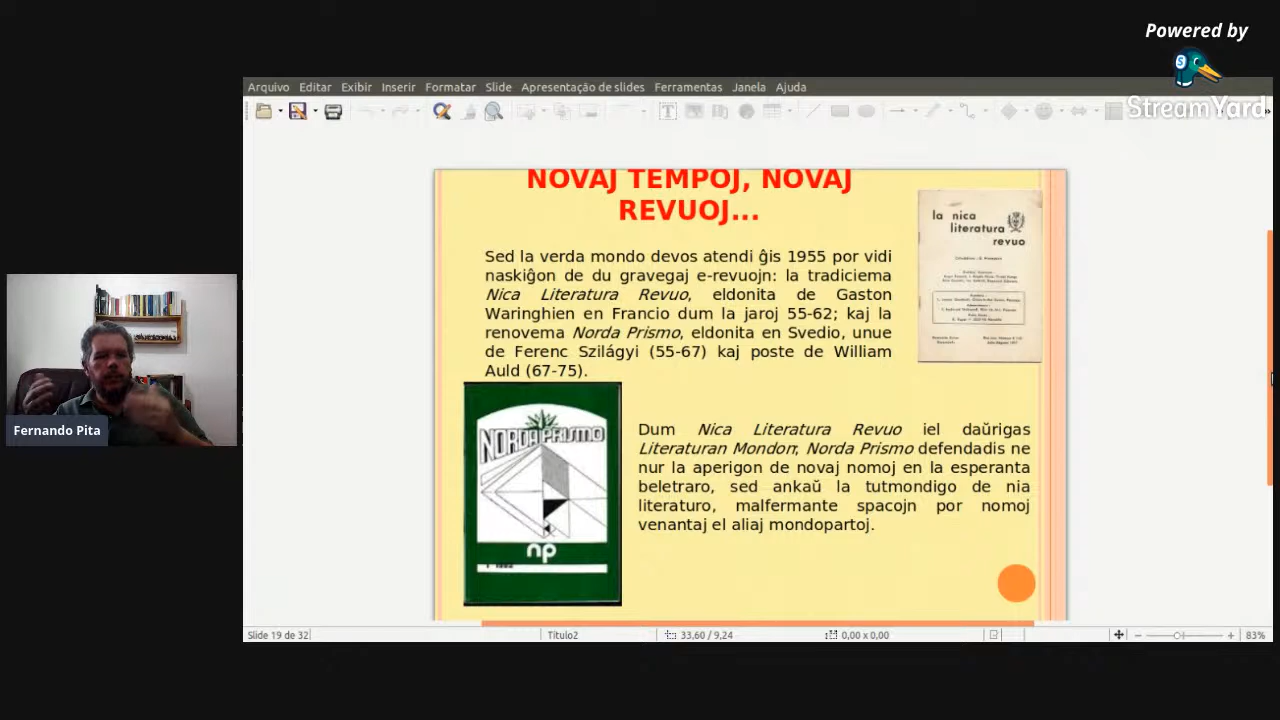 Powered by
StreamYard
Arquivo Editar Exibir Inserir Formatar Slide Apresentação de slides Ferramentas Janela Ajuda
NOVAJ TEMPOJ, NOVAJ
REVUOJ...
la nica
literatura
revuo
Sed la verda mondo devos atendi ĝis 1955 por vidi
naskiĝon de du gravegaj e-revuojn: la tradiciema
Nica Literatura Revuo, eldonita de Gaston
Waringhien en Francio dum la jaroj 55-62; kaj la
renovema Norda Prismo, eldonita en Svedio, unue
de Ferenc Szilágyi (55-67) kaj poste de William
Auld (67-75).
NORDA PRISMO
np
Dum Nica Literatura Revuo iel daŭrigas
Literaturan Mondon; Norda Prismo defendadis ne
nur la aperigon de novaj nomoj en la esperanta
beletraro, sed ankaŭ la tutmondigo de nia
literaturo, malfermante spacojn por nomoj
venantaj el aliaj mondopartoj.
Fernando Pita
Slide 19 de 32 Título2 33,60 / 9,24 0,00 x 0,00 83%